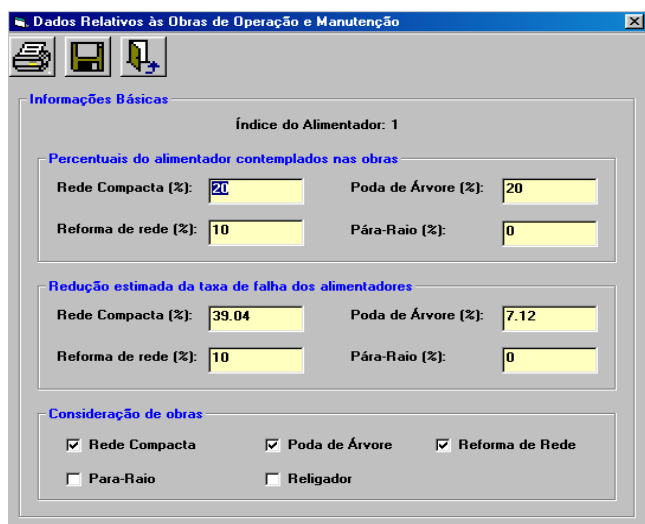 Dados Relativos às Obras de Operação e Manutenção
Informações Básicas
Índice do Alimentador: 1
Percentuais do alimentador contemplados nas obras
Rede Compacta (%): 20 Poda de Árvore (%): 20
Reforma de rede (%): 10 Pára-Raio (%): 0
Redução estimada da taxa de falha dos alimentadores
Rede Compacta (%): 39.04 Poda de Árvore (%): 7.12
Reforma de rede (%): 10 Pára-Raio (%): 0
Consideração de obras
Rede Compacta Poda de Árvore Reforma de Rede
Para-Raio Religador